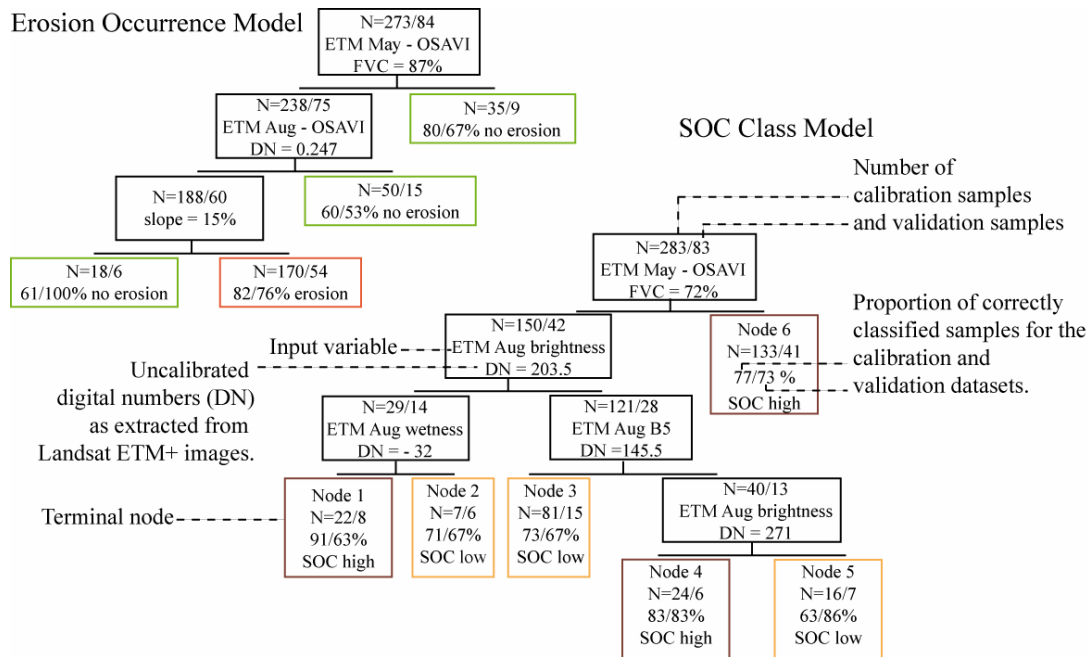 Erosion Occurrence Model
N=273/84
ETM May - OSAVI
FVC = 87%
N=238/75
ETM Aug - OSAVI
DN = 0.247
N=35/9
80/67% no erosion
N=188/60
slope = 15%
N=50/15
60/53% no erosion
N=18/6
61/100% no erosion
N=170/54
82/76% erosion
SOC Class Model
Number of
calibration samples
and validation samples
N=283/83
ETM May - OSAVI
FVC = 72%
Proportion of correctly
classified samples for the
calibration and
validation datasets.
Input variable
N=150/42
ETM Aug brightness
DN = 203.5
Node 6
N=133/41
77/73 %
SOC high
Uncalibrated
digital numbers (DN)
as extracted from
Landsat ETM+ images.
N=29/14
ETM Aug wetness
DN = - 32
N=121/28
ETM Aug B5
DN =145.5
Terminal node
Node 1
N=22/8
91/63%
SOC high
Node 2
N=7/6
71/67%
SOC low
Node 3
N=81/15
73/67%
SOC low
N=40/13
ETM Aug brightness
DN = 271
Node 4
N=24/6
83/83%
SOC high
Node 5
N=16/7
63/86%
SOC low